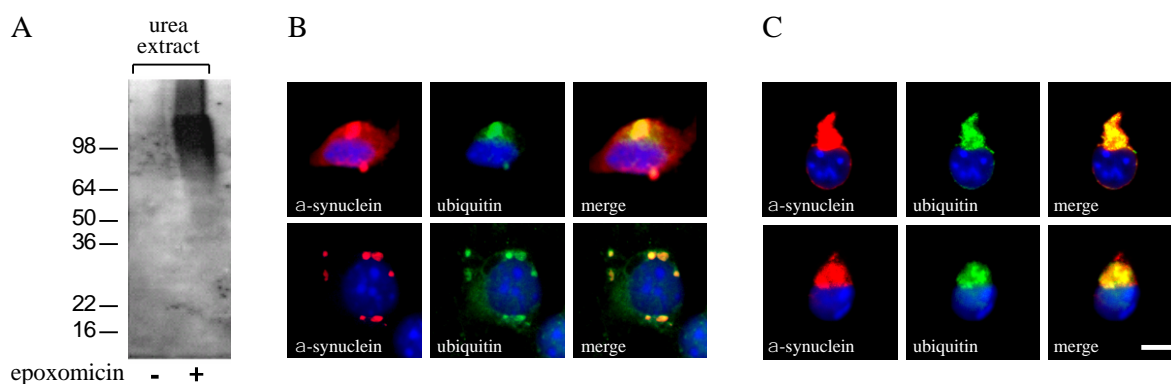 A
urea
extract
98
64
50
36
22
16
epoxomicin - +
B
a-synuclein ubiquitin merge
a-synuclein ubiquitin merge
C
a-synuclein ubiquitin merge
a-synuclein ubiquitin merge